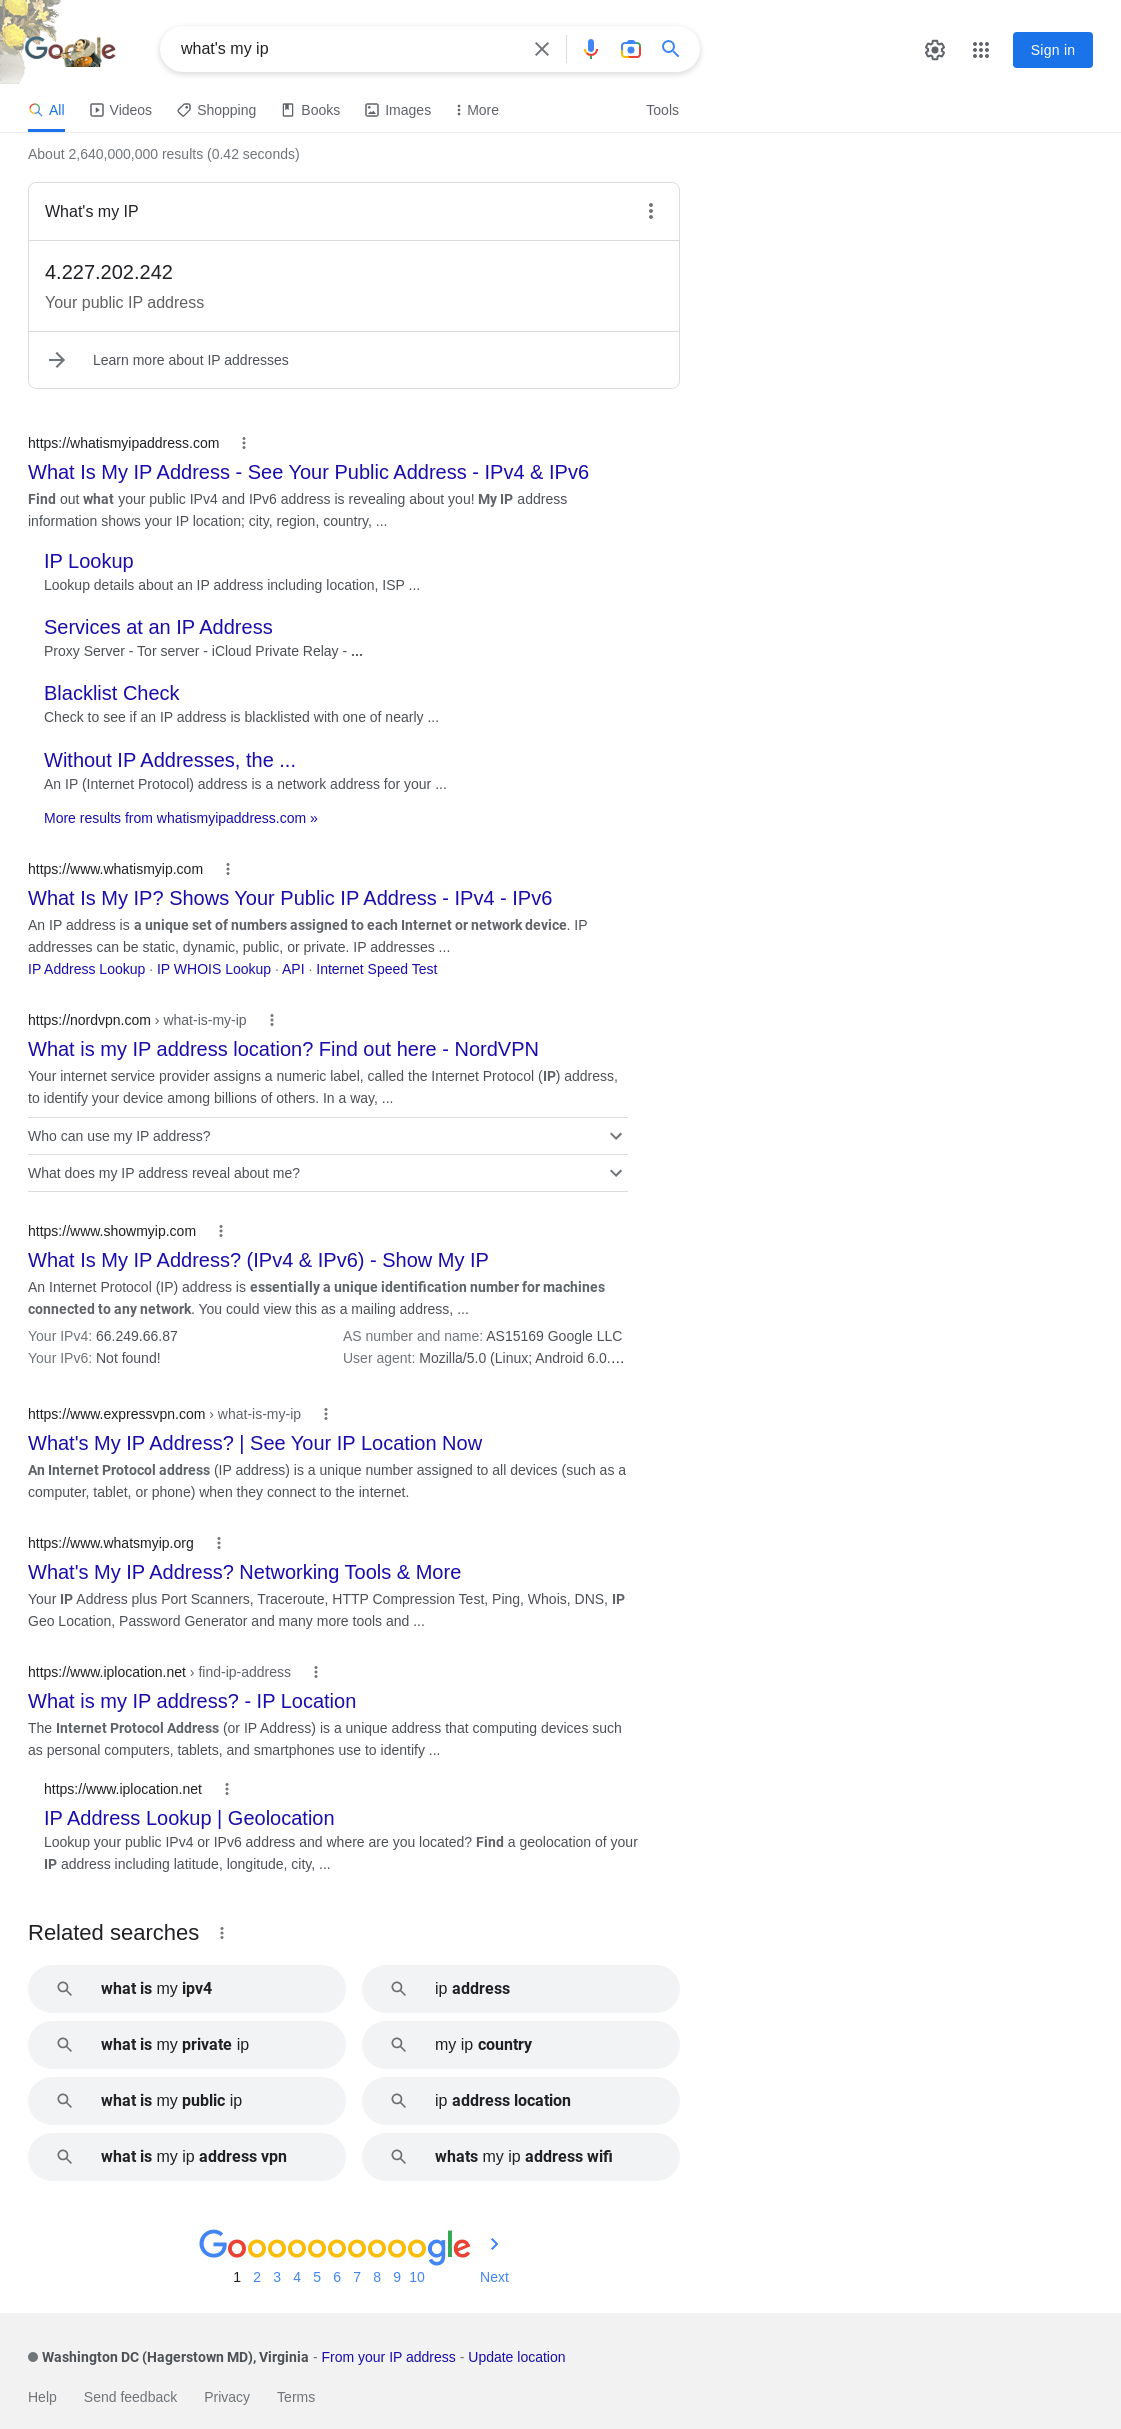 Google
what's my ip
Sign in
All
Videos
Shopping
Books
Images
More
Tools
About 2,640,000,000 results (0.42 seconds)
What's my IP
4.227.202.242
Your public IP address
Learn more about IP addresses
https://whatismyipaddress.com
What Is My IP Address - See Your Public Address - IPv4 & IPv6
Find out what your public IPv4 and IPv6 address is revealing about you! My IP address
information shows your IP location; city, region, country, ...
IP Lookup
Lookup details about an IP address including location, ISP ...
Services at an IP Address
Proxy Server - Tor server - iCloud Private Relay - ...
Blacklist Check
Check to see if an IP address is blacklisted with one of nearly ...
Without IP Addresses, the ...
An IP (Internet Protocol) address is a network address for your ...
More results from whatismyipaddress.com »
https://www.whatismyip.com
What Is My IP? Shows Your Public IP Address - IPv4 - IPv6
An IP address is a unique set of numbers assigned to each Internet or network device. IP
addresses can be static, dynamic, public, or private. IP addresses ...
IP Address Lookup · IP WHOIS Lookup · API · Internet Speed Test
https://nordvpn.com › what-is-my-ip
What is my IP address location? Find out here - NordVPN
Your internet service provider assigns a numeric label, called the Internet Protocol (IP) address,
to identify your device among billions of others. In a way, ...
Who can use my IP address?
What does my IP address reveal about me?
https://www.showmyip.com
What Is My IP Address? (IPv4 & IPv6) - Show My IP
An Internet Protocol (IP) address is essentially a unique identification number for machines
connected to any network. You could view this as a mailing address, ...
Your IPv4: 66.249.66.87
AS number and name: AS15169 Google LLC
Your IPv6: Not found!
User agent: Mozilla/5.0 (Linux; Android 6.0....
https://www.expressvpn.com › what-is-my-ip
What's My IP Address? | See Your IP Location Now
An Internet Protocol address (IP address) is a unique number assigned to all devices (such as a
computer, tablet, or phone) when they connect to the internet.
https://www.whatsmyip.org
What's My IP Address? Networking Tools & More
Your IP Address plus Port Scanners, Traceroute, HTTP Compression Test, Ping, Whois, DNS, IP
Geo Location, Password Generator and many more tools and ...
https://www.iplocation.net › find-ip-address
What is my IP address? - IP Location
The Internet Protocol Address (or IP Address) is a unique address that computing devices such
as personal computers, tablets, and smartphones use to identify ...
https://www.iplocation.net
IP Address Lookup | Geolocation
Lookup your public IPv4 or IPv6 address and where are you located? Find a geolocation of your
IP address including latitude, longitude, city, ...
Related searches
what is my ipv4
ip address
what is my private ip
my ip country
what is my public ip
ip address location
what is my ip address vpn
whats my ip address wifi
Goooooooooogle
1 2 3 4 5 6 7 8 9 10 Next
Washington DC (Hagerstown MD), Virginia - From your IP address - Update location
Help Send feedback Privacy Terms